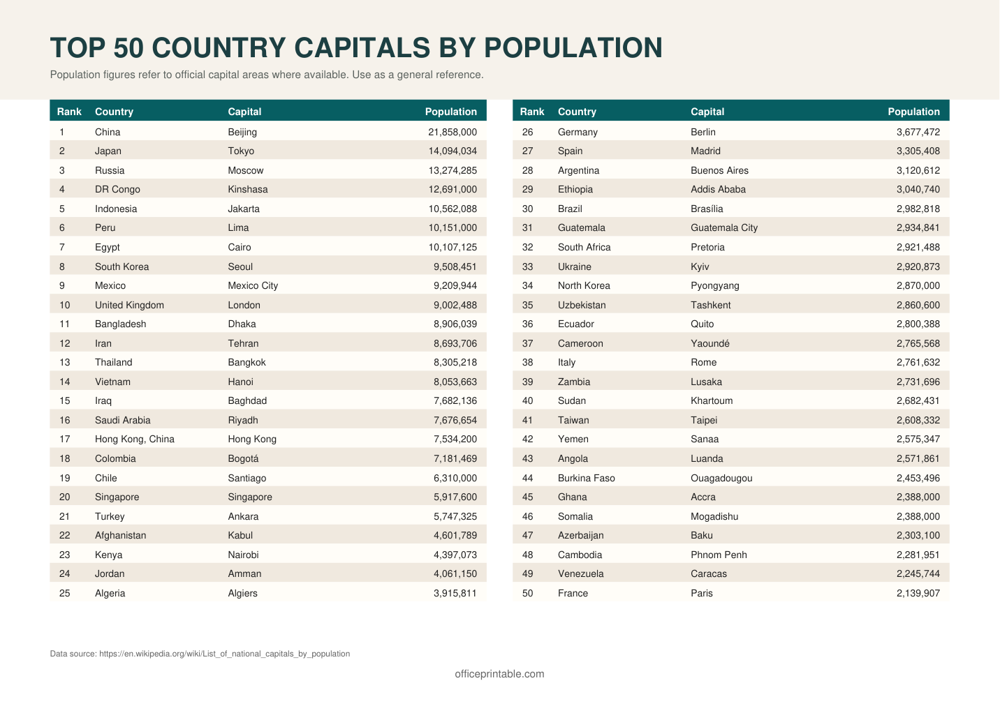 TOP 50 COUNTRY CAPITALS BY POPULATION
Population figures refer to official capital areas where available. Use as a general reference.
Rank Country Capital Population
1 China Beijing 21,858,000
2 Japan Tokyo 14,094,034
3 Russia Moscow 13,274,285
4 DR Congo Kinshasa 12,691,000
5 Indonesia Jakarta 10,562,088
6 Peru Lima 10,151,000
7 Egypt Cairo 10,107,125
8 South Korea Seoul 9,508,451
9 Mexico Mexico City 9,209,944
10 United Kingdom London 9,002,488
11 Bangladesh Dhaka 8,906,039
12 Iran Tehran 8,693,706
13 Thailand Bangkok 8,305,218
14 Vietnam Hanoi 8,053,663
15 Iraq Baghdad 7,682,136
16 Saudi Arabia Riyadh 7,676,654
17 Hong Kong, China Hong Kong 7,534,200
18 Colombia Bogotá 7,181,469
19 Chile Santiago 6,310,000
20 Singapore Singapore 5,917,600
21 Turkey Ankara 5,747,325
22 Afghanistan Kabul 4,601,789
23 Kenya Nairobi 4,397,073
24 Jordan Amman 4,061,150
25 Algeria Algiers 3,915,811
Rank Country Capital Population
26 Germany Berlin 3,677,472
27 Spain Madrid 3,305,408
28 Argentina Buenos Aires 3,120,612
29 Ethiopia Addis Ababa 3,040,740
30 Brazil Brasília 2,982,818
31 Guatemala Guatemala City 2,934,841
32 South Africa Pretoria 2,921,488
33 Ukraine Kyiv 2,920,873
34 North Korea Pyongyang 2,870,000
35 Uzbekistan Tashkent 2,860,600
36 Ecuador Quito 2,800,388
37 Cameroon Yaoundé 2,765,568
38 Italy Rome 2,761,632
39 Zambia Lusaka 2,731,696
40 Sudan Khartoum 2,682,431
41 Taiwan Taipei 2,608,332
42 Yemen Sanaa 2,575,347
43 Angola Luanda 2,571,861
44 Burkina Faso Ouagadougou 2,453,496
45 Ghana Accra 2,388,000
46 Somalia Mogadishu 2,388,000
47 Azerbaijan Baku 2,303,100
48 Cambodia Phnom Penh 2,281,951
49 Venezuela Caracas 2,245,744
50 France Paris 2,139,907
Data source: https://en.wikipedia.org/wiki/List_of_national_capitals_by_population
officeprintable.com